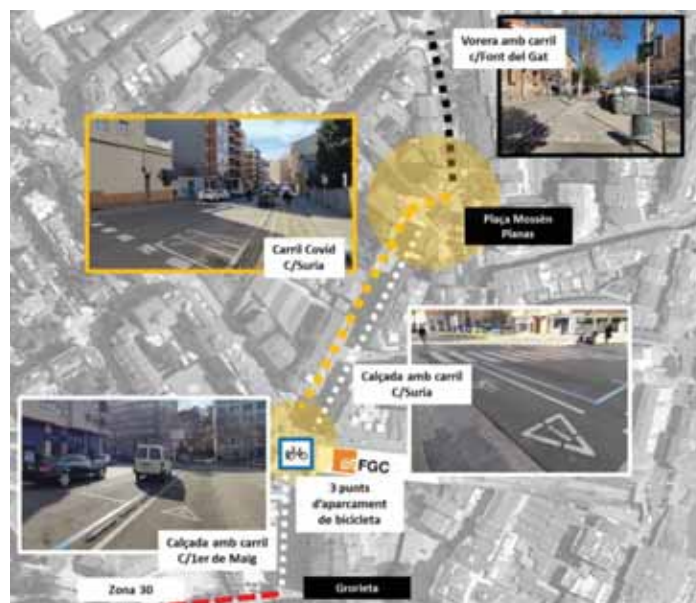 Vorera amb carril
c/Font del Gat
Plaça Mossèn
Planas
Carril Covid
C/Suria
Calçada amb carril
C/Suria
FGC
3 punts
d'aparcament
de bicicleta
Calçada amb carril
C/1er de Maig
Zona 30
Grorieta